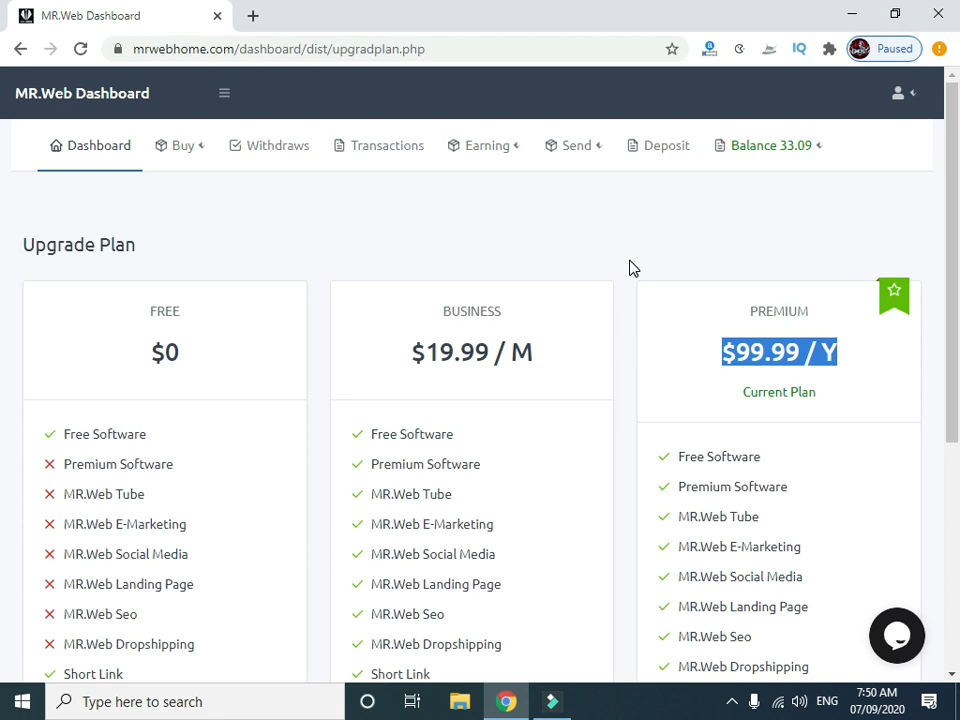 MR.Web Dashboard
mrwebhome.com/dashboard/dist/upgradplan.php
IQ
Paused
MR.Web Dashboard
Dashboard
Buy
Withdraws
Transactions
Earning
Send
Deposit
Balance 33.09
Upgrade Plan
FREE
$0
Free Software
Premium Software
MR.Web Tube
MR.Web E-Marketing
MR.Web Social Media
MR.Web Landing Page
MR.Web Seo
MR.Web Dropshipping
Short Link
BUSINESS
$19.99 / M
Free Software
Premium Software
MR.Web Tube
MR.Web E-Marketing
MR.Web Social Media
MR.Web Landing Page
MR.Web Seo
MR.Web Dropshipping
Short Link
PREMIUM
$99.99 / Y
Current Plan
Free Software
Premium Software
MR.Web Tube
MR.Web E-Marketing
MR.Web Social Media
MR.Web Landing Page
MR.Web Seo
MR.Web Dropshipping
Type here to search
ENG
7:50 AM
07/09/2020